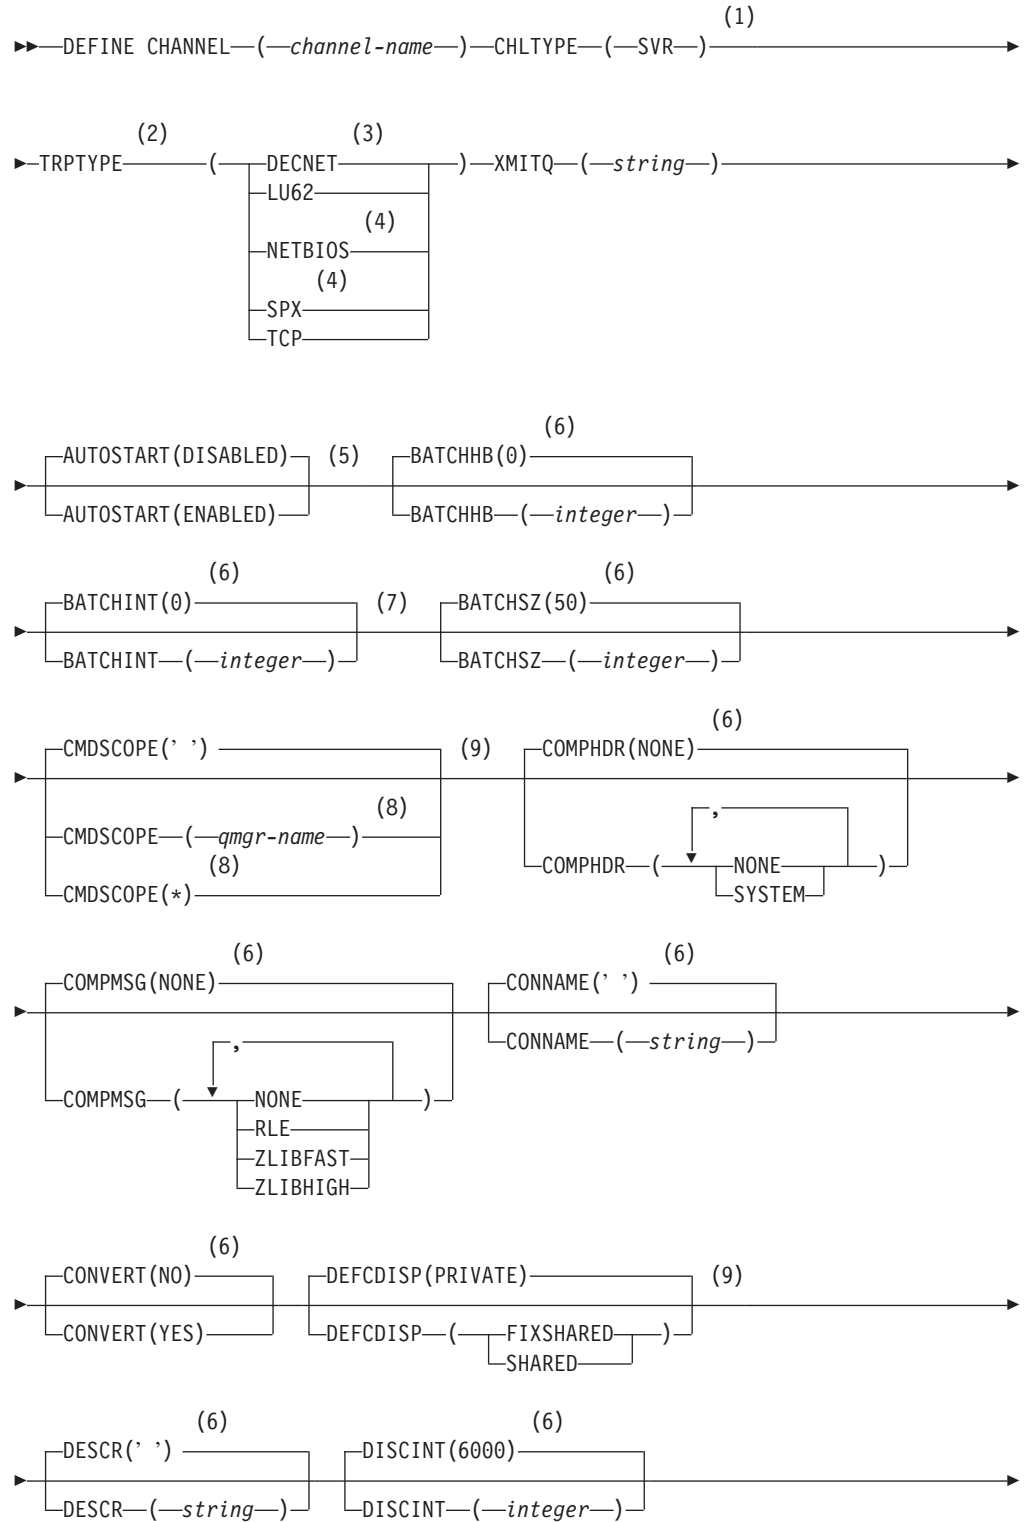 (1)
DEFINE CHANNEL ( channel-name ) CHLTYPE ( SVR )
(2) (3)
TRPTYPE ( DECNET ) XMITQ ( string )
LU62
(4)
NETBIOS
(4)
SPX
TCP
(6)
AUTOSTART(DISABLED) (5) BATCHHB(0)
AUTOSTART(ENABLED) BATCHHB ( integer )
(6) (6)
BATCHINT(0) (7) BATCHSZ(50)
BATCHINT ( integer ) BATCHSZ ( integer )
(6)
CMDSCOPE(’ ’) (9) COMPHDR(NONE)
(8) ,
CMDSCOPE ( qmgr-name )
(8) COMPHDR ( NONE )
CMDSCOPE(*) SYSTEM
(6) (6)
COMPMSG(NONE) CONNAME(’ ’)
, CONNAME ( string )
COMPMSG ( NONE )
RLE
ZLIBFAST
ZLIBHIGH
(6)
CONVERT(NO) DEFCDISP(PRIVATE) (9)
CONVERT(YES) DEFCDISP ( FIXSHARED )
SHARED
(6) (6)
DESCR(’ ’) DISCINT(6000)
DESCR ( string ) DISCINT ( integer )